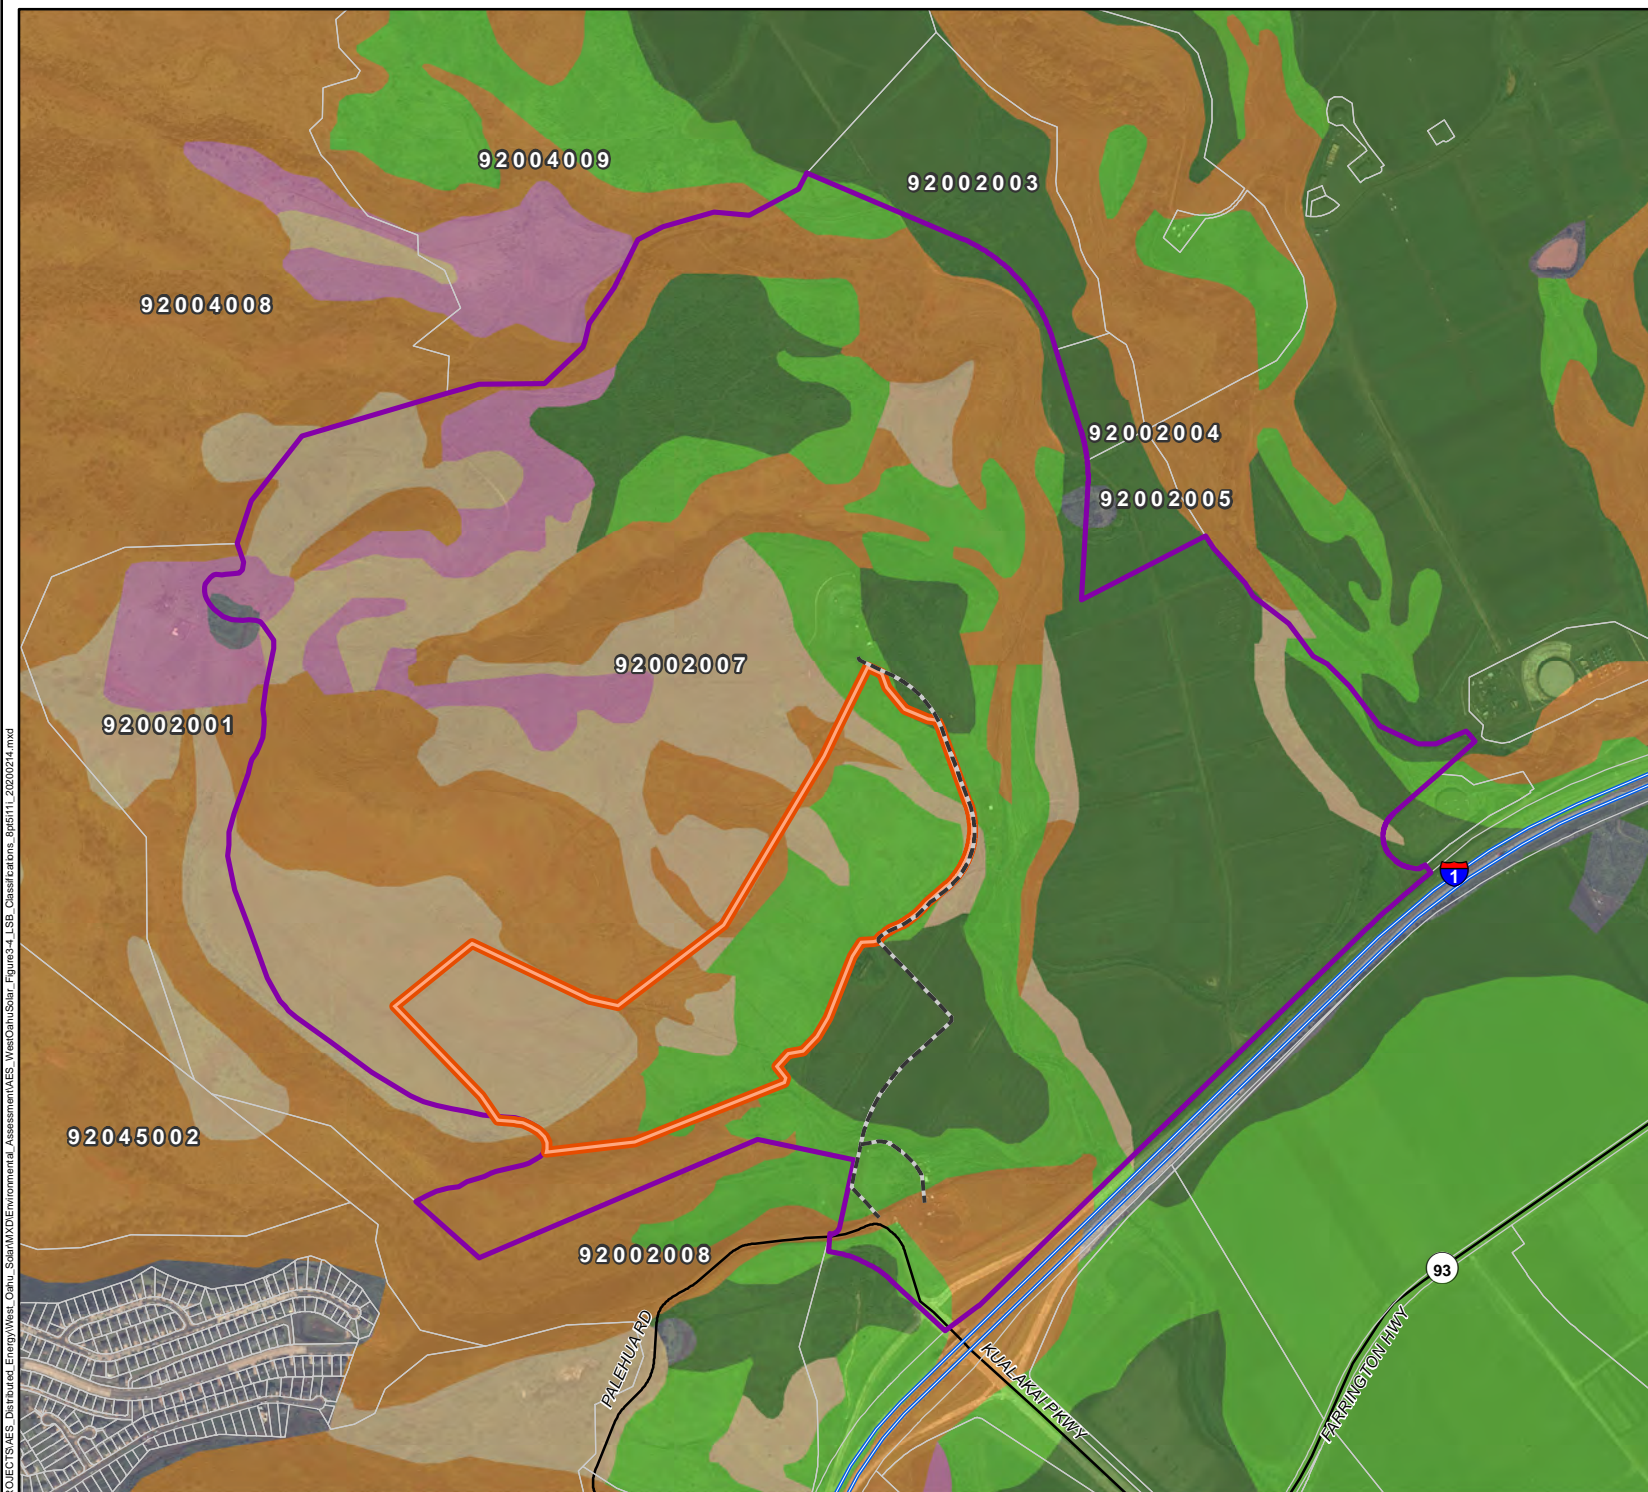 92004009
92002003
92004008
92002004
92002005
92002007
92002001
1
92045002
92002008
93
PALEHUA RD
KUALAKAI PKWY
FARRINGTON HWY
ROJECTS\AES_Distributed_Energy\West_Oahu_Solar\MXD\Environmental_Assessment\AES_WestOahuSolar_Figure3-4_LSB_Classifications_8pt5i11i_20200214.mxd